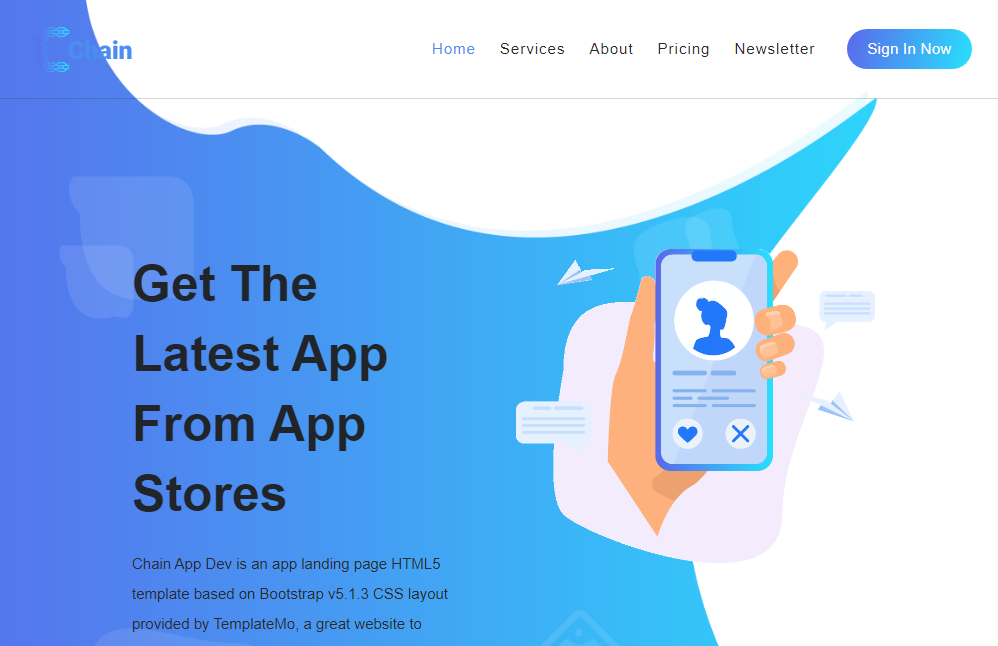 Chain
Home Services About Pricing Newsletter Sign In Now
Get The
Latest App
From App
Stores
Chain App Dev is an app landing page HTML5
template based on Bootstrap v5.1.3 CSS layout
provided by TemplateMo, a great website to